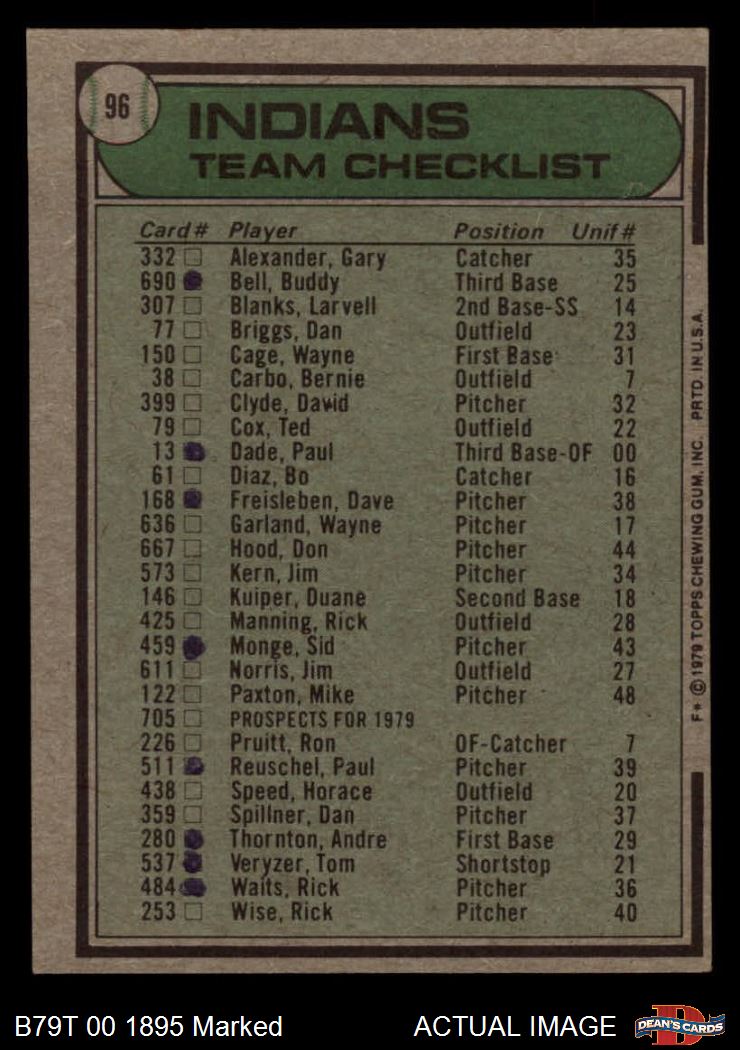 96
INDIANS
TEAM CHECKLIST
Card # Player Position Unif #
332 Alexander, Gary Catcher 35
690 Bell, Buddy Third Base 25
307 Blanks, Larvell 2nd Base-SS 14
77 Briggs, Dan Outfield 23
150 Cage, Wayne First Base 31
38 Carbo, Bernie Outfield 7
399 Clyde, David Pitcher 32
79 Cox, Ted Outfield 22
13 Dade, Paul Third Base-OF 00
61 Diaz, Bo Catcher 16
168 Freisleben, Dave Pitcher 38
636 Garland, Wayne Pitcher 17
667 Hood, Don Pitcher 44
573 Kern, Jim Pitcher 34
146 Kuiper, Duane Second Base 18
425 Manning, Rick Outfield 28
459 Monge, Sid Pitcher 43
611 Norris, Jim Outfield 27
122 Paxton, Mike Pitcher 48
705 PROSPECTS FOR 1979
226 Pruitt, Ron OF-Catcher 7
511 Reuschel, Paul Pitcher 39
438 Speed, Horace Outfield 20
359 Spillner, Dan Pitcher 37
280 Thornton, Andre First Base 29
537 Veryzer, Tom Shortstop 21
484 Waits, Rick Pitcher 36
253 Wise, Rick Pitcher 40
F* © 1979 TOPPS CHEWING GUM, INC. PRTD. IN U.S.A.
B79T 00 1895 Marked ACTUAL IMAGE
DEAN'S CARDS